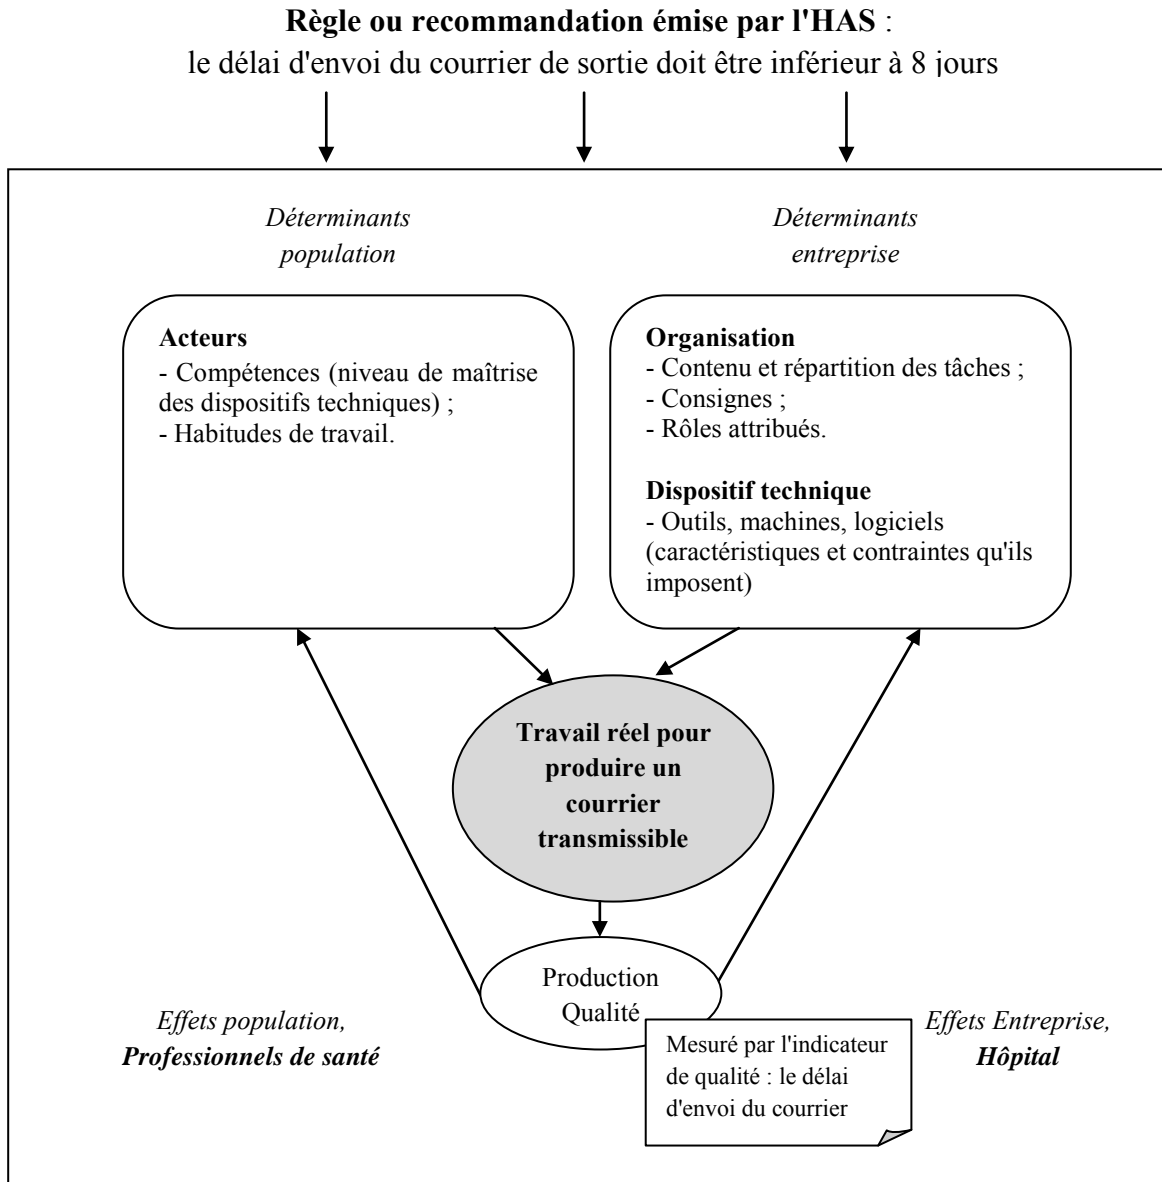 Règle ou recommandation émise par l'HAS :
le délai d'envoi du courrier de sortie doit être inférieur à 8 jours
Déterminants
population
Déterminants
entreprise
Acteurs
- Compétences (niveau de maîtrise
des dispositifs techniques) ;
- Habitudes de travail.
Organisation
- Contenu et répartition des tâches ;
- Consignes ;
- Rôles attribués.
Dispositif technique
- Outils, machines, logiciels
(caractéristiques et contraintes qu'ils
imposent)
Travail réel pour
produire un
courrier
transmissible
Production
Qualité
Effets population,
Professionnels de santé
Mesuré par l'indicateur
de qualité : le délai
d'envoi du courrier
Effets Entreprise,
Hôpital